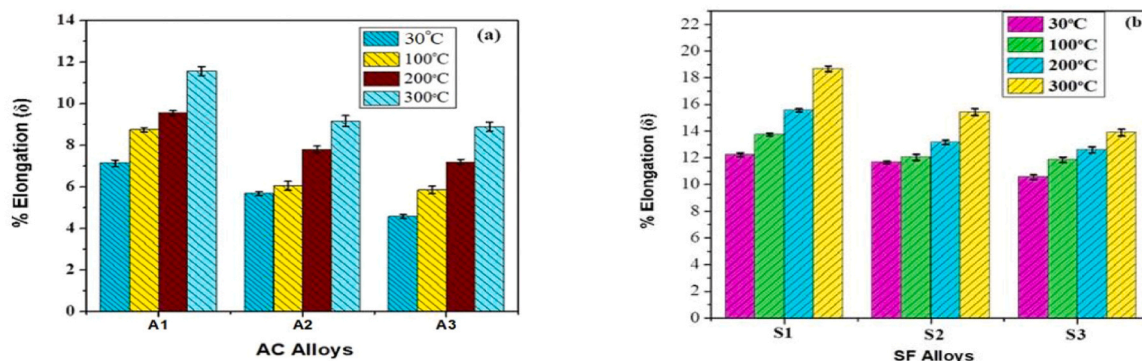 (a)
30°C
100°C
200°C
300°C
14
12
10
8
6
4
2
0
% Elongation (δ)
A1 A2 A3
AC Alloys
(b)
30°C
100°C
200°C
300°C
22
20
18
16
14
12
10
8
6
4
2
0
% Elongation (δ)
S1 S2 S3
SF Alloys